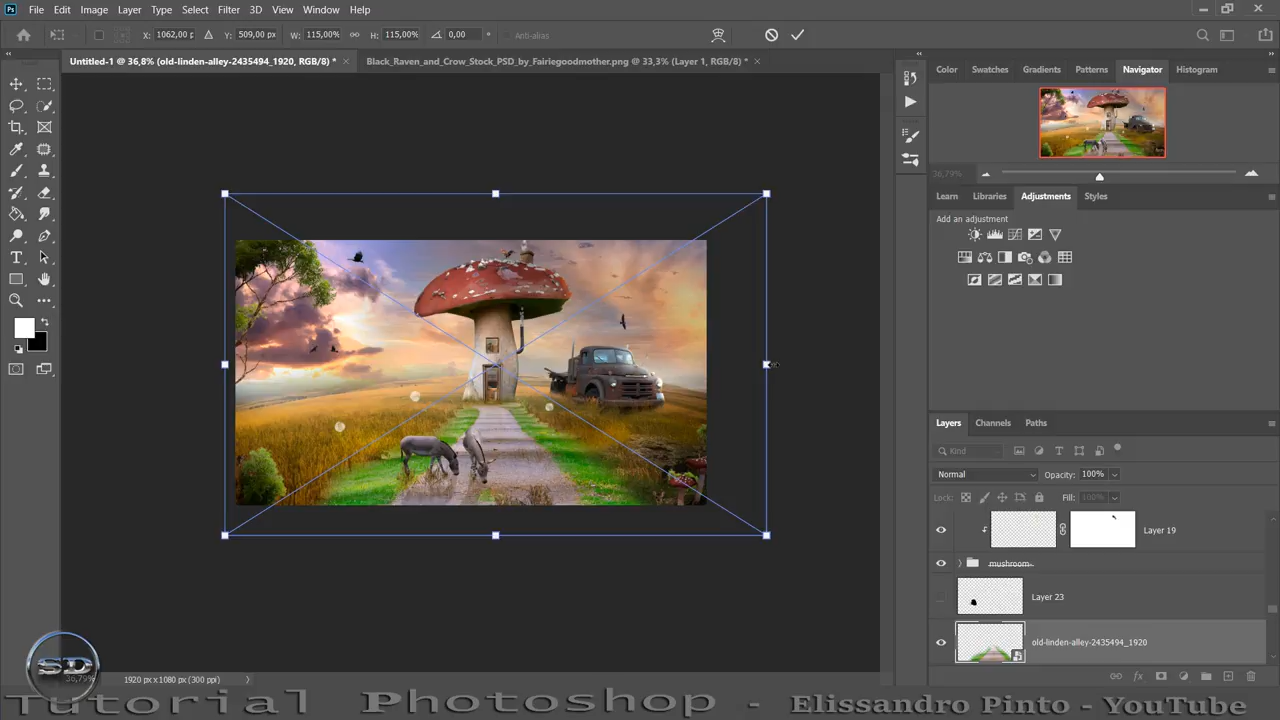 Ps File Edit Image Layer Type Select Filter 3D View Window Help
X: 1062,00 p Y: 509,00 px W: 115,00% H: 115,00% 0,00 ° Anti-alias
Untitled-1 @ 36,8% (old-linden-alley-2435494_1920, RGB/8) * × Black_Raven_and_Crow_Stock_PSD_by_Fairiegoodmother.png @ 33,3% (Layer 1, RGB/8) * ×
Color Swatches Gradients Patterns Navigator Histogram
36,79%
Learn Libraries Adjustments Styles
Add an adjustment
Layers Channels Paths
Kind
Normal Opacity: 100%
Lock: Fill: 100%
Layer 19
mushroom
Layer 23
old-linden-alley-2435494_1920
SD
36,79% 1920 px x 1080 px (300 ppi)
Tutorial Photoshop - Elissandro Pinto - YouTube